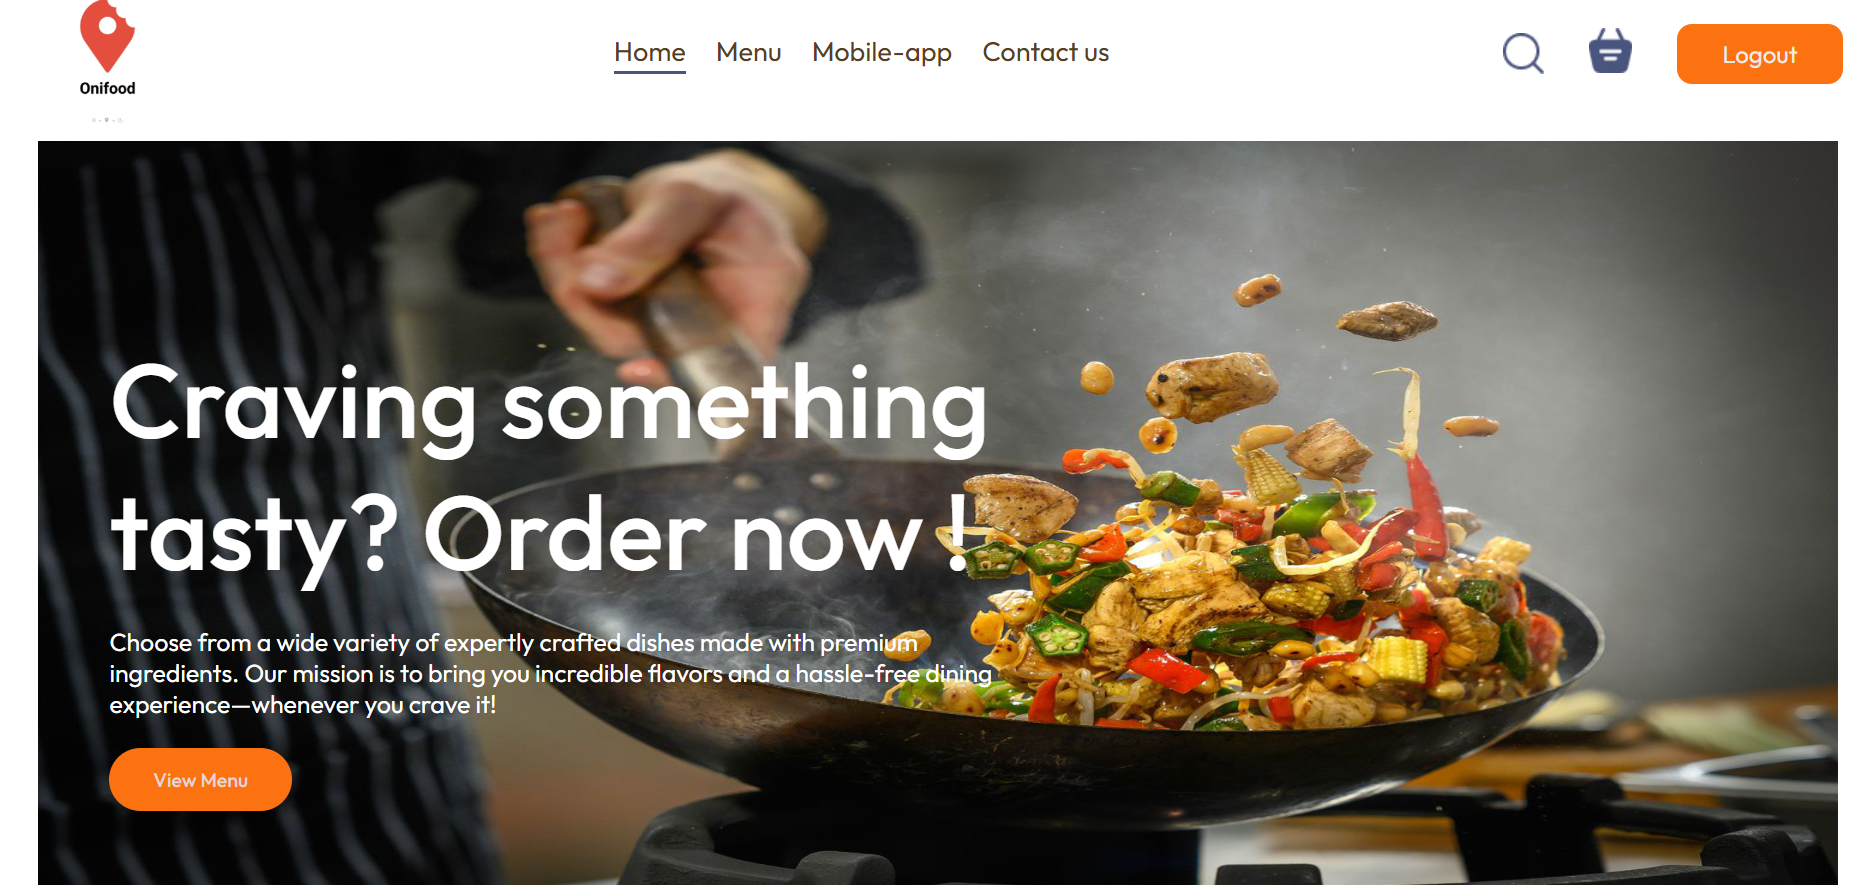 Onifood
Home Menu Mobile-app Contact us
Logout
Craving something
tasty? Order now !
Choose from a wide variety of expertly crafted dishes made with premium
ingredients. Our mission is to bring you incredible flavors and a hassle-free dining
experience—whenever you crave it!
View Menu